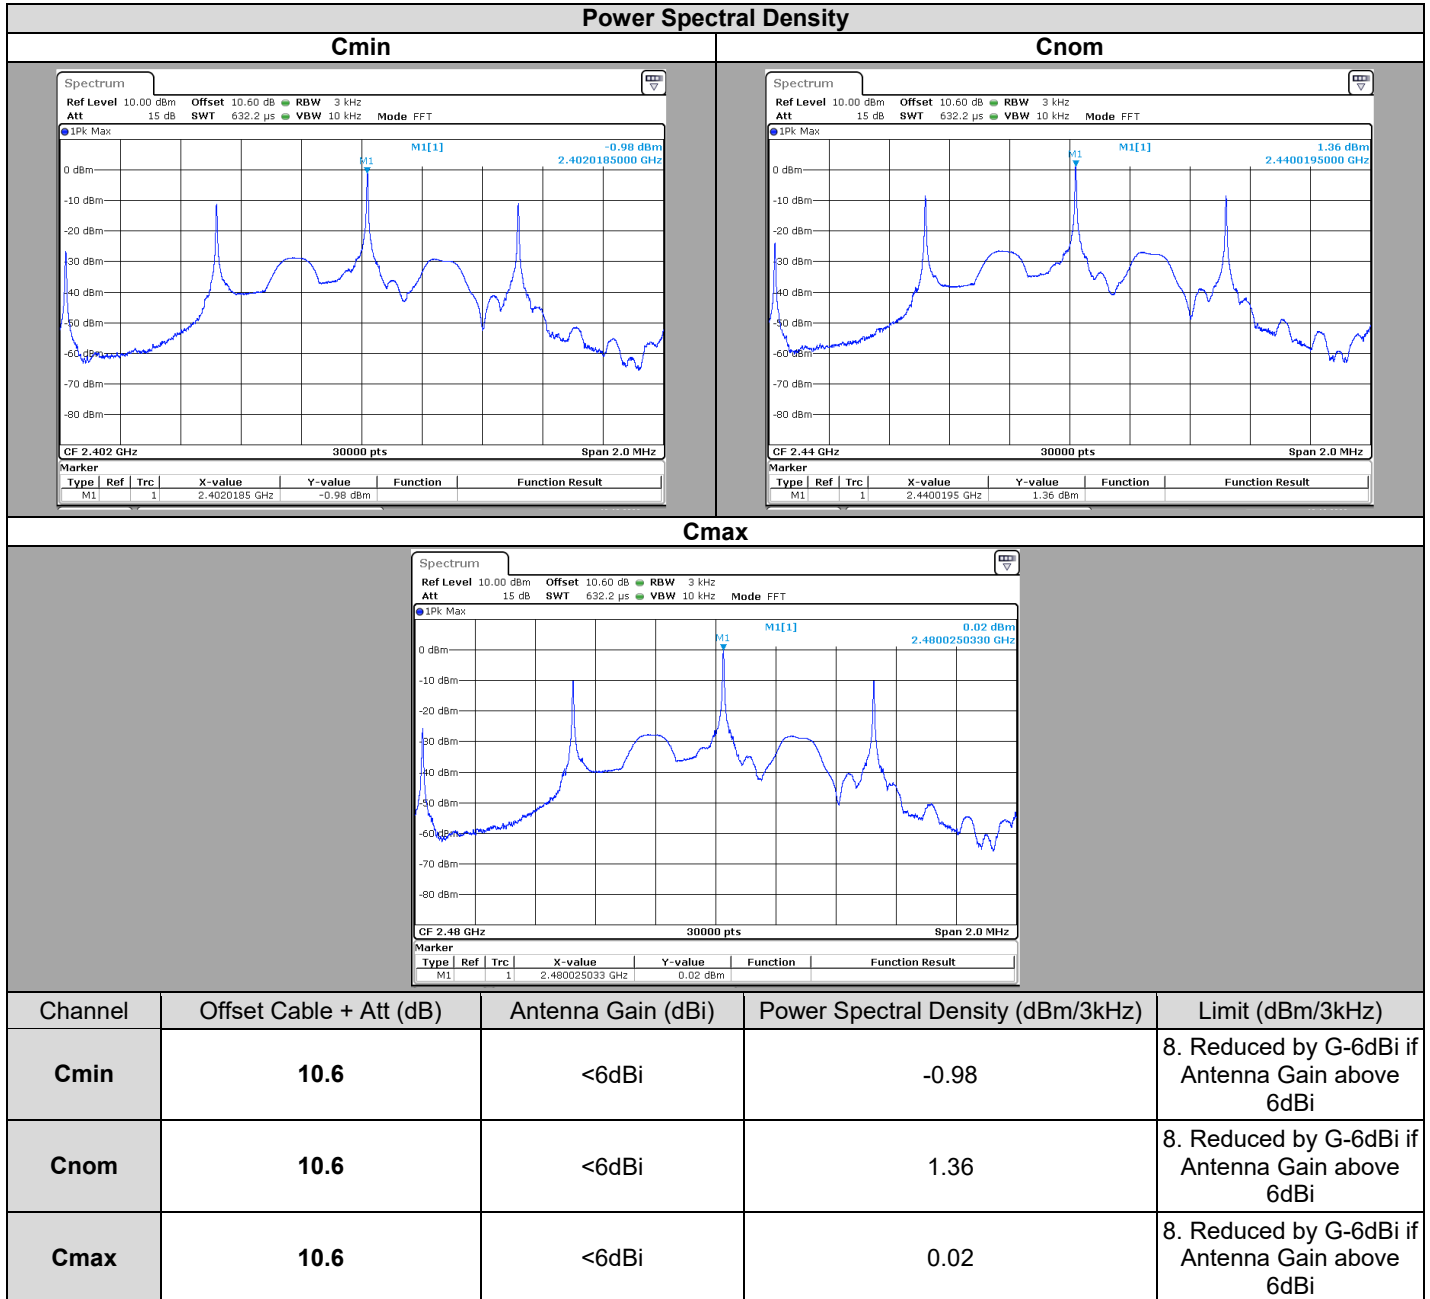 Power Spectral Density
Cmin
Cnom
Spectrum
Ref Level 10.00 dBm Offset 10.60 dB RBW 3 kHz
Att 15 dB SWT 632.2 µs VBW 10 kHz Mode FFT
1Pk Max
M1[1] -0.98 dBm
2.4020185000 GHz
M1
0 dBm
-10 dBm
-20 dBm
-30 dBm
-40 dBm
-50 dBm
-60 dBm
-70 dBm
-80 dBm
CF 2.402 GHz 30000 pts Span 2.0 MHz
Marker
Type Ref Trc X-value Y-value Function Function Result
M1 1 2.4020185 GHz -0.98 dBm
Spectrum
Ref Level 10.00 dBm Offset 10.60 dB RBW 3 kHz
Att 15 dB SWT 632.2 µs VBW 10 kHz Mode FFT
1Pk Max
M1[1] 1.36 dBm
2.4400195000 GHz
M1
0 dBm
-10 dBm
-20 dBm
-30 dBm
-40 dBm
-50 dBm
-60 dBm
-70 dBm
-80 dBm
CF 2.44 GHz 30000 pts Span 2.0 MHz
Marker
Type Ref Trc X-value Y-value Function Function Result
M1 1 2.4400195 GHz 1.36 dBm
Cmax
Spectrum
Ref Level 10.00 dBm Offset 10.60 dB RBW 3 kHz
Att 15 dB SWT 632.2 µs VBW 10 kHz Mode FFT
1Pk Max
M1[1] 0.02 dBm
2.4800250330 GHz
M1
0 dBm
-10 dBm
-20 dBm
-30 dBm
-40 dBm
-50 dBm
-60 dBm
-70 dBm
-80 dBm
CF 2.48 GHz 30000 pts Span 2.0 MHz
Marker
Type Ref Trc X-value Y-value Function Function Result
M1 1 2.480025033 GHz 0.02 dBm
Channel Offset Cable + Att (dB) Antenna Gain (dBi) Power Spectral Density (dBm/3kHz) Limit (dBm/3kHz)
Cmin 10.6 <6dBi -0.98 8. Reduced by G-6dBi if
Antenna Gain above
6dBi
Cnom 10.6 <6dBi 1.36 8. Reduced by G-6dBi if
Antenna Gain above
6dBi
Cmax 10.6 <6dBi 0.02 8. Reduced by G-6dBi if
Antenna Gain above
6dBi